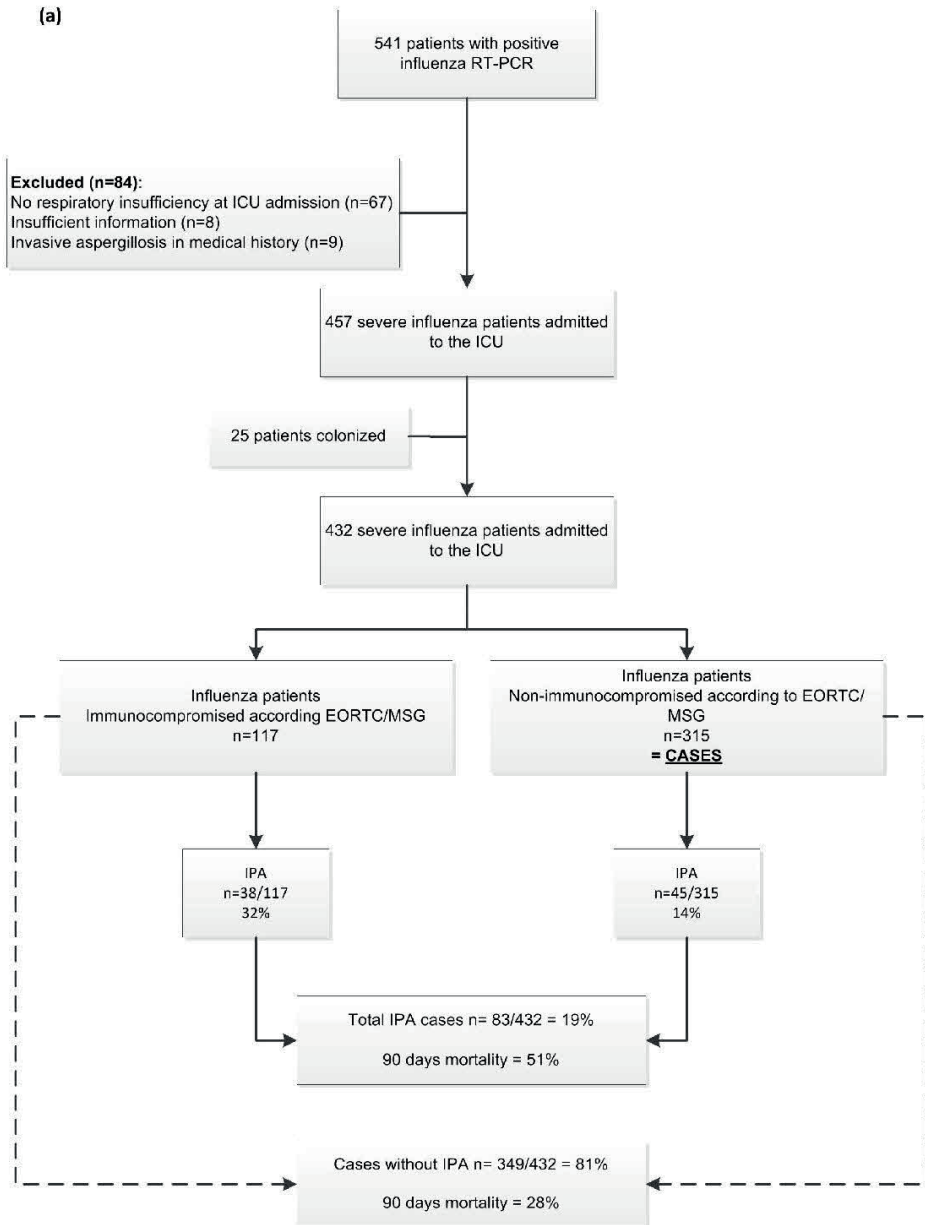 (a)
541 patients with positive
influenza RT-PCR
Excluded (n=84):
No respiratory insufficiency at ICU admission (n=67)
Insufficient information (n=8)
Invasive aspergillosis in medical history (n=9)
457 severe influenza patients admitted
to the ICU
25 patients colonized
432 severe influenza patients admitted
to the ICU
Influenza patients
Immunocompromised according EORTC/MSG
n=117
Influenza patients
Non-immunocompromised according to EORTC/
MSG
n=315
= CASES
IPA
n=38/117
32%
IPA
n=45/315
14%
Total IPA cases n= 83/432 = 19%
90 days mortality = 51%
Cases without IPA n= 349/432 = 81%
90 days mortality = 28%